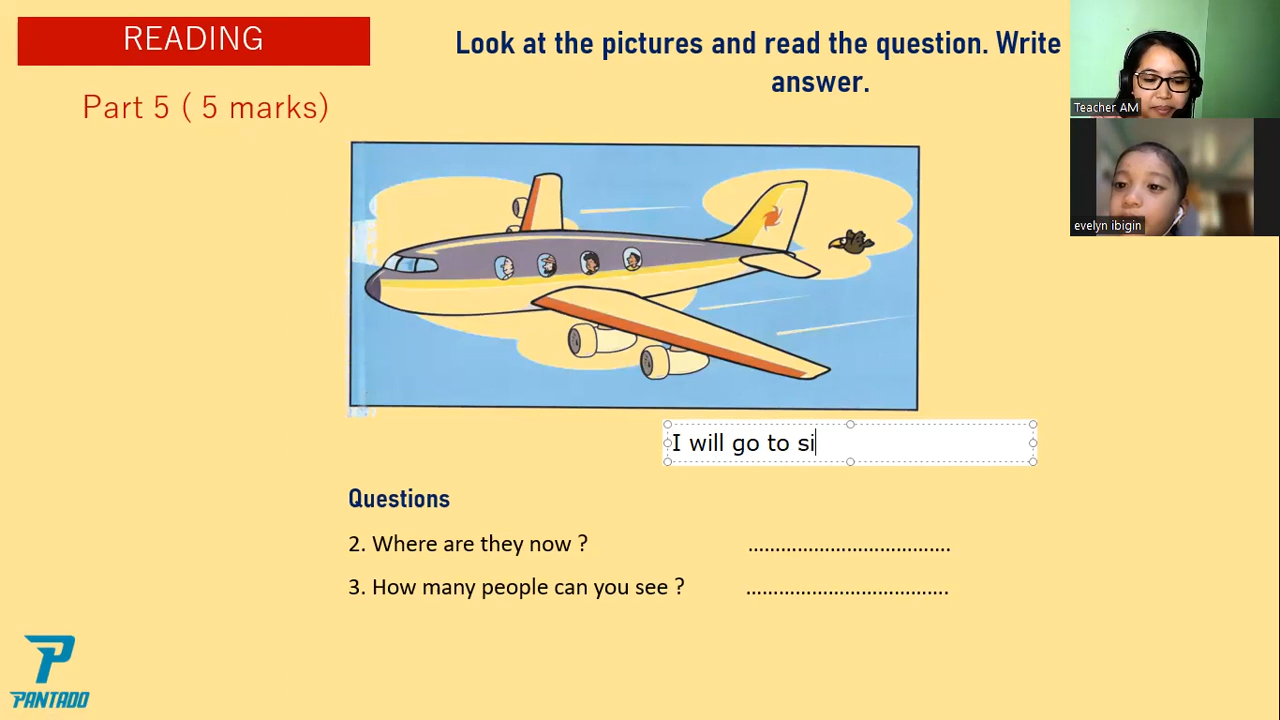 READING
Part 5 ( 5 marks)
Look at the pictures and read the question. Write
answer.
Teacher AM
evelyn ibigin
I will go to si
Questions
2. Where are they now ? ......................................
3. How many people can you see ? ......................................
PANTADO